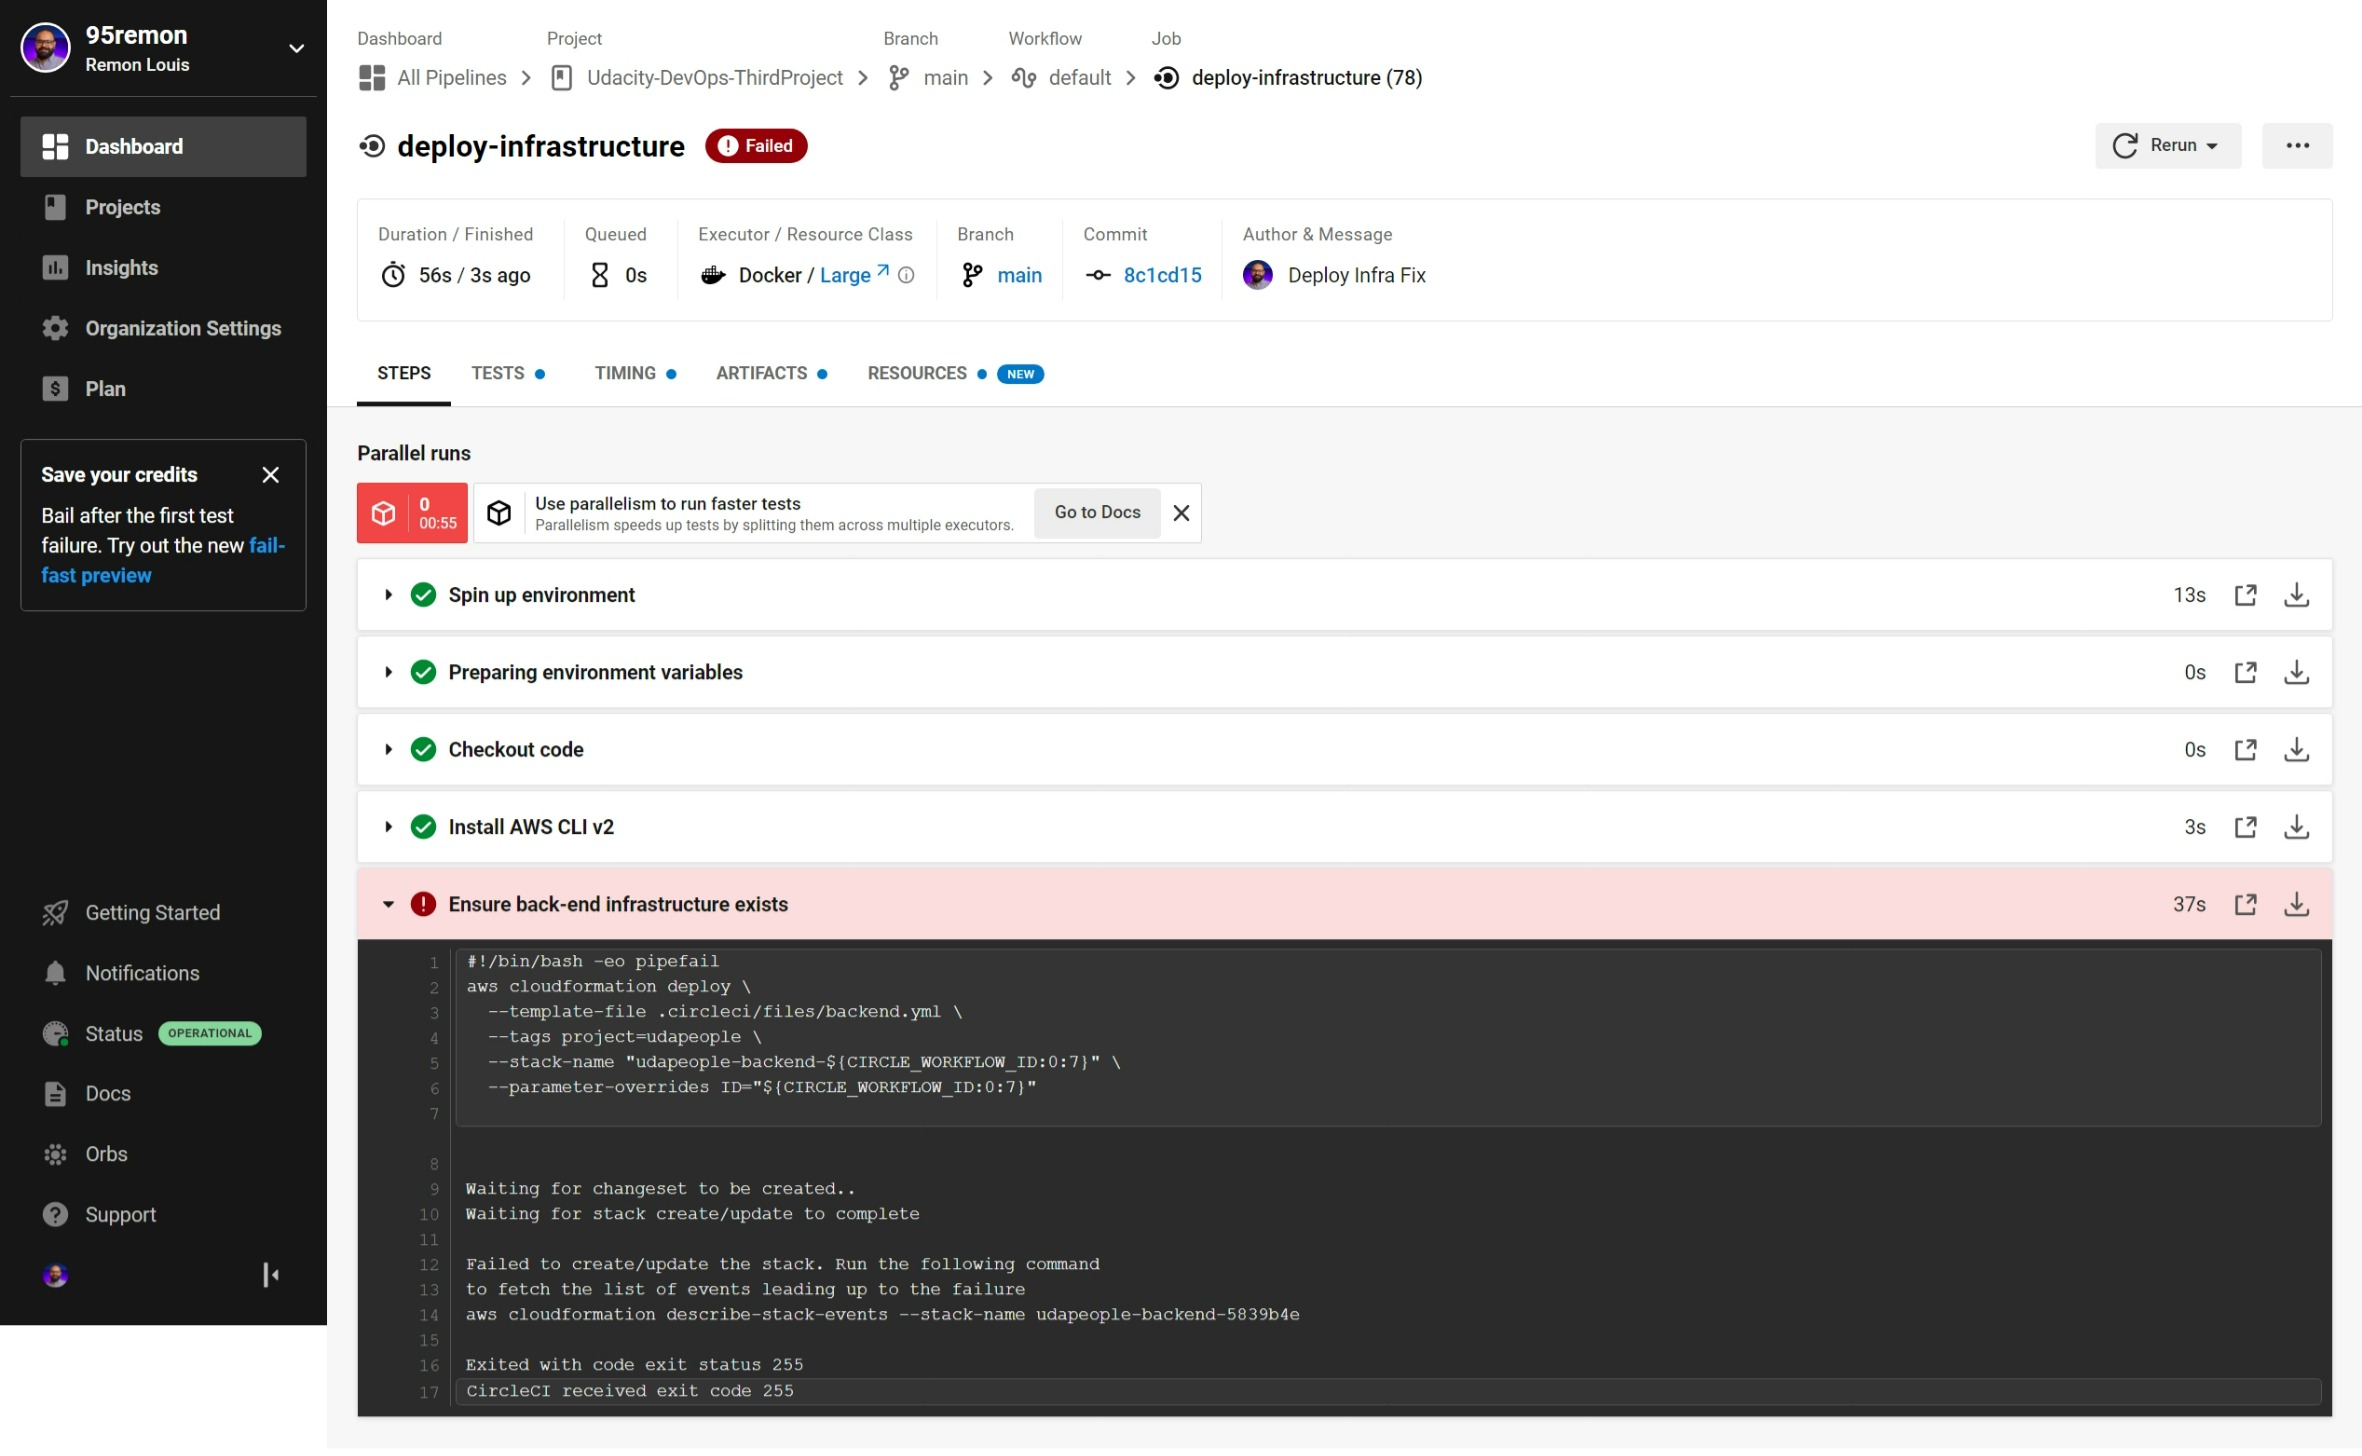 95remon
Remon Louis
Dashboard
Projects
Insights
Organization Settings
Plan
Save your credits
Bail after the first test
failure. Try out the new fail-
fast preview
Getting Started
Notifications
Status OPERATIONAL
Docs
Orbs
Support
Dashboard Project Branch Workflow Job
All Pipelines Udacity-DevOps-ThirdProject main default deploy-infrastructure (78)
deploy-infrastructure Failed
Rerun
Duration / Finished Queued Executor / Resource Class Branch Commit Author & Message
56s / 3s ago 0s Docker / Large main 8c1cd15 Deploy Infra Fix
STEPS TESTS TIMING ARTIFACTS RESOURCES NEW
Parallel runs
0
00:55
Use parallelism to run faster tests
Parallelism speeds up tests by splitting them across multiple executors.
Go to Docs
Spin up environment 13s
Preparing environment variables 0s
Checkout code 0s
Install AWS CLI v2 3s
Ensure back-end infrastructure exists 37s
1 #!/bin/bash -eo pipefail
2 aws cloudformation deploy \
3 --template-file .circleci/files/backend.yml \
4 --tags project=udapeople \
5 --stack-name "udapeople-backend-${CIRCLE_WORKFLOW_ID:0:7}" \
6 --parameter-overrides ID="${CIRCLE_WORKFLOW_ID:0:7}"
7
8
9 Waiting for changeset to be created..
10 Waiting for stack create/update to complete
11
12 Failed to create/update the stack. Run the following command
13 to fetch the list of events leading up to the failure
14 aws cloudformation describe-stack-events --stack-name udapeople-backend-5839b4e
15
16 Exited with code exit status 255
17 CircleCI received exit code 255